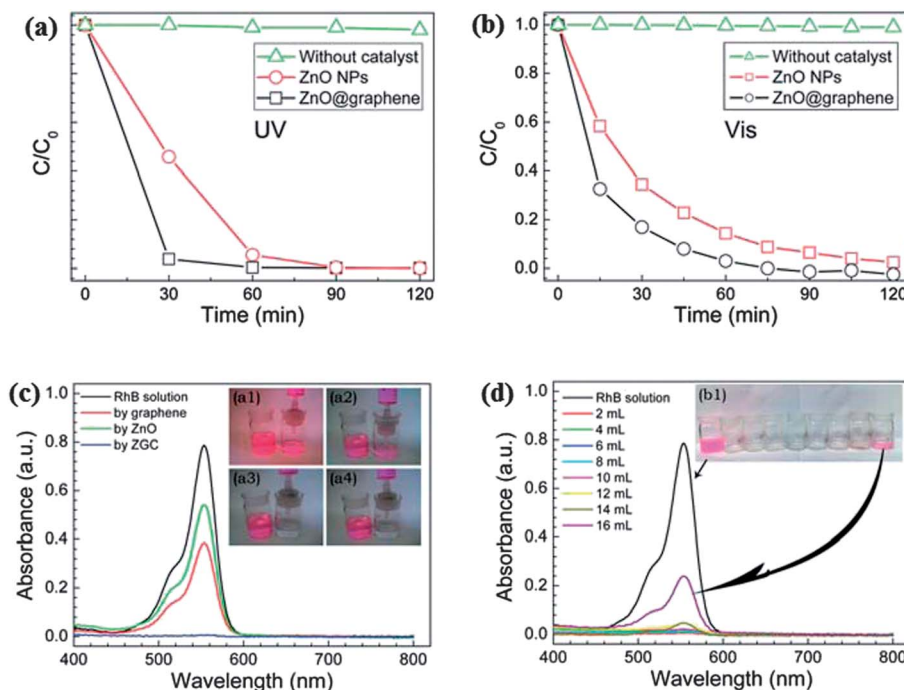 (a)
Without catalyst
ZnO NPs
ZnO@graphene
UV
C/C0
0 30 60 90 120
Time (min)
(b)
1.0
0.8
0.6
0.4
0.2
0.0
Without catalyst
ZnO NPs
ZnO@graphene
Vis
C/C0
0 30 60 90 120
Time (min)
(c)
1.0
0.8
0.6
0.4
0.2
0.0
RhB solution
by graphene
by ZnO
by ZGC
(a1) (a2)
(a3) (a4)
Absorbance (a.u.)
400 500 600 700 800
Wavelength (nm)
(d)
1.0
0.8
0.6
0.4
0.2
0.0
RhB solution
2 mL
4 mL
6 mL
8 mL
10 mL
12 mL
14 mL
16 mL
(b1)
Absorbance (a.u.)
400 500 600 700 800
Wavelength (nm)